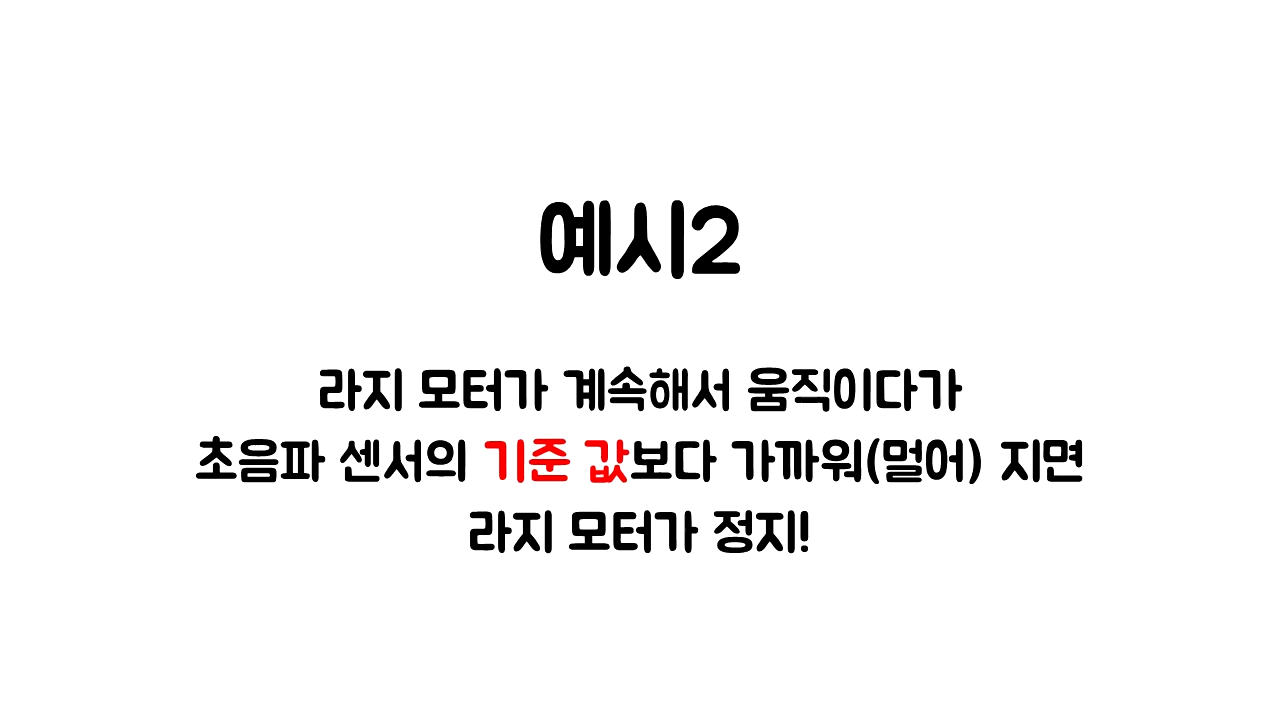 예시2
라지 모터가 계속해서 움직이다가
초음파 센서의 기준 값보다 가까워(멀어) 지면
라지 모터가 정지!